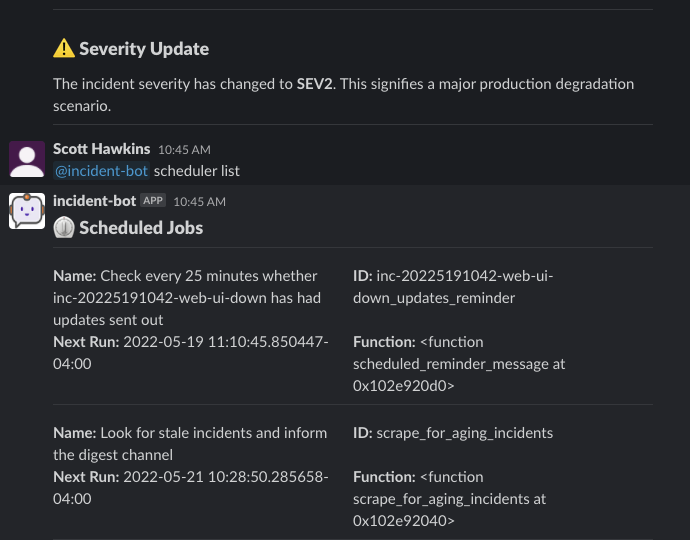 Severity Update
The incident severity has changed to SEV2. This signifies a major production degradation
scenario.
Scott Hawkins 10:45 AM
@incident-bot scheduler list
incident-bot APP 10:45 AM
Scheduled Jobs
Name: Check every 25 minutes whether
inc-20225191042-web-ui-down has had
updates sent out
Next Run: 2022-05-19 11:10:45.850447-
04:00
ID: inc-20225191042-web-ui-
down_updates_reminder
Function: <function
scheduled_reminder_message at
0x102e920d0>
Name: Look for stale incidents and inform
the digest channel
Next Run: 2022-05-21 10:28:50.285658-
04:00
ID: scrape_for_aging_incidents
Function: <function
scrape_for_aging_incidents at
0x102e92040>